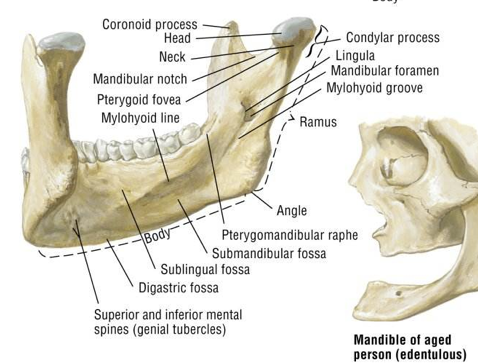 Body
Coronoid process
Head
Neck
Mandibular notch
Pterygoid fovea
Mylohyoid line
Condylar process
Lingula
Mandibular foramen
Mylohyoid groove
Ramus
Angle
Body
Pterygomandibular raphe
Submandibular fossa
Sublingual fossa
Digastric fossa
Superior and inferior mental
spines (genial tubercles)
Mandible of aged
person (edentulous)